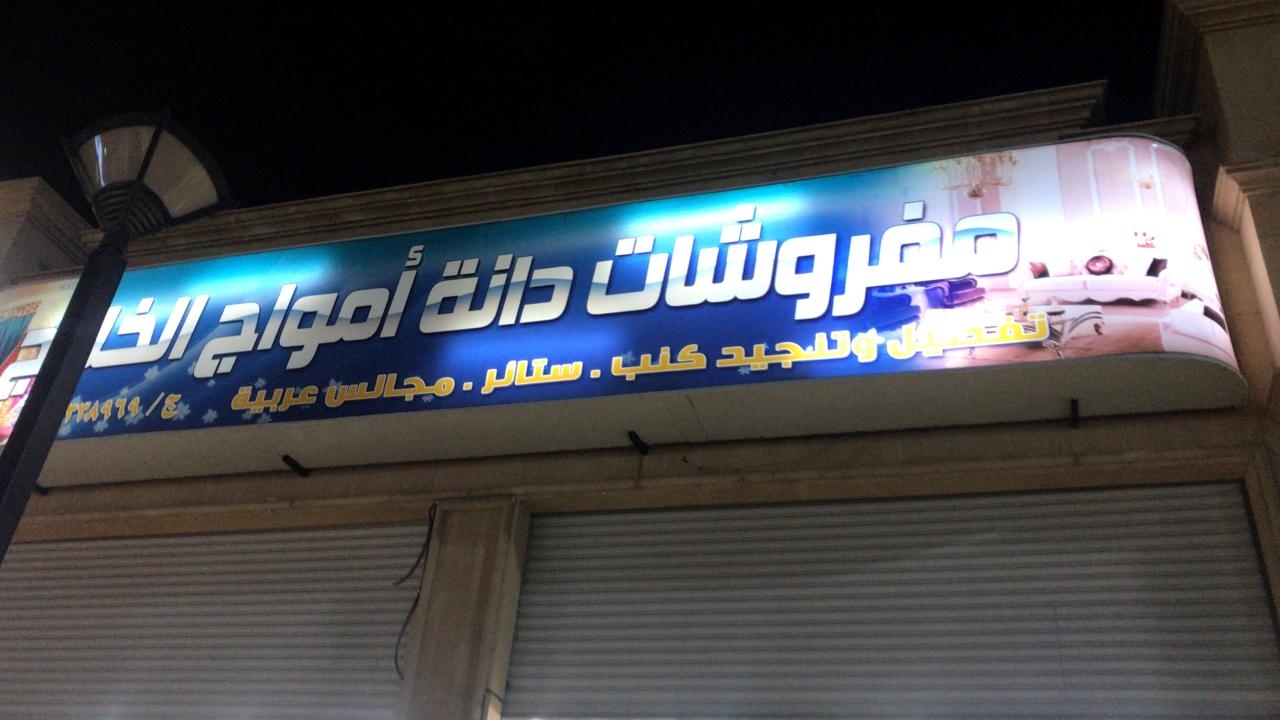 مفروشات دانة أمواج الخليج
تفصيل وتنجيد كنب . ستائر . مجالس عربية
ج/